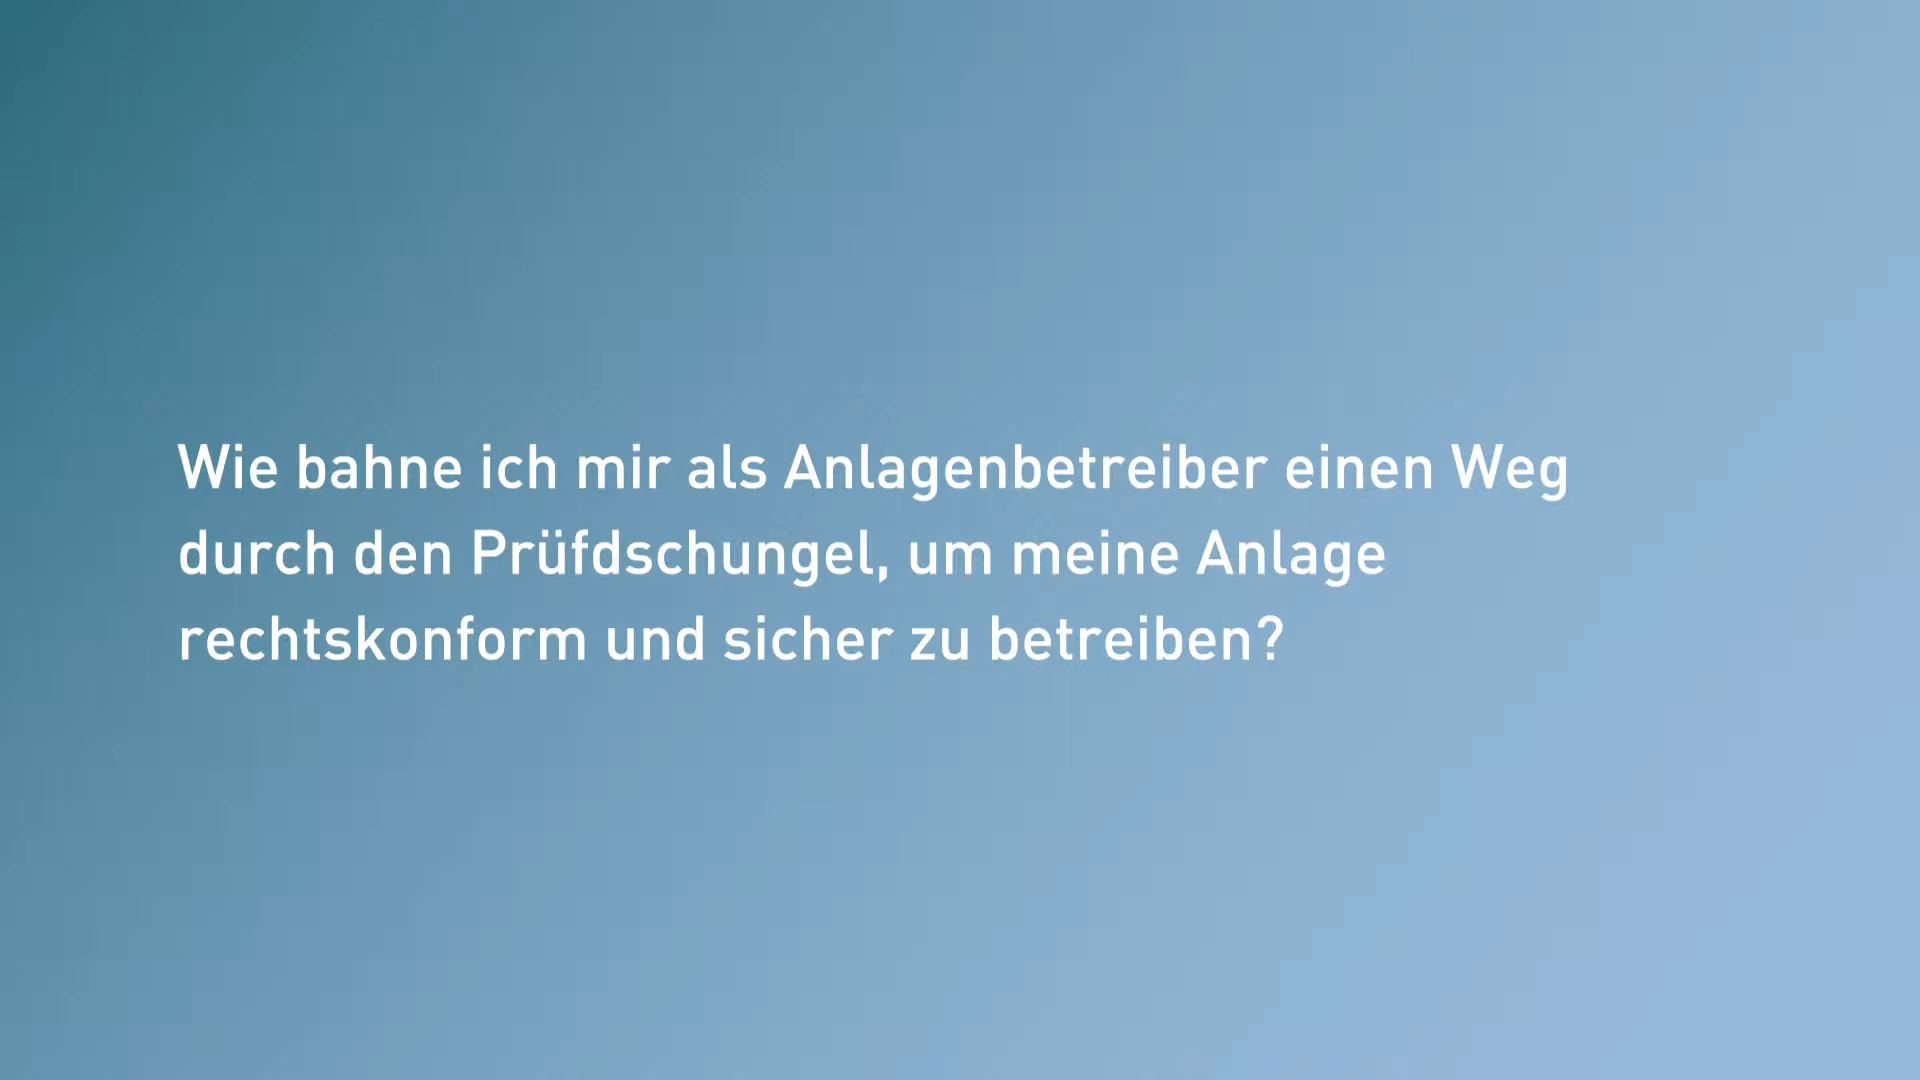 Wie bahne ich mir als Anlagenbetreiber einen Weg
durch den Prüfdschungel, um meine Anlage
rechtskonform und sicher zu betreiben?